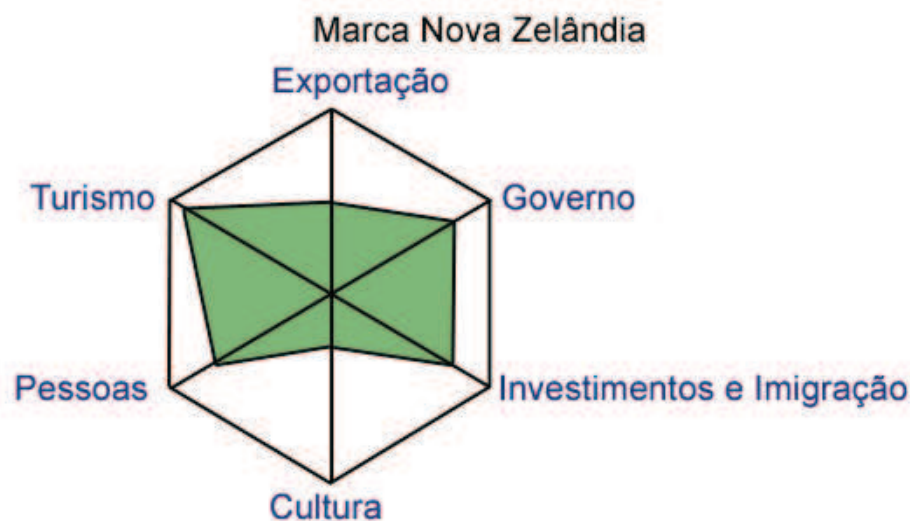 Marca Nova Zelândia
Exportação
Turismo
Governo
Pessoas
Investimentos e Imigração
Cultura